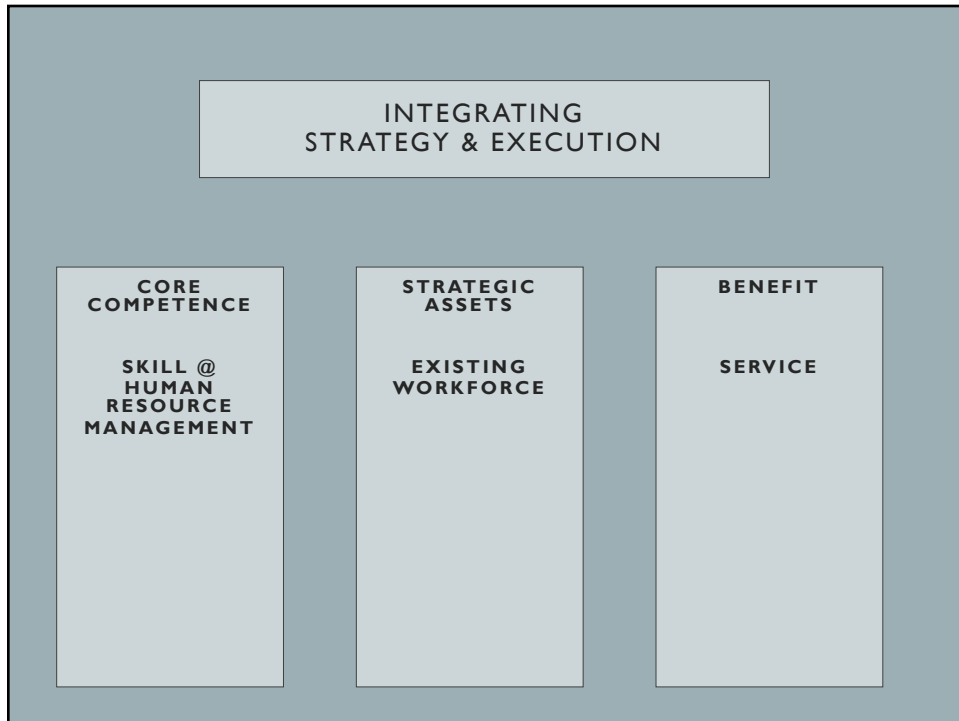 INTEGRATING
STRATEGY & EXECUTION
CORE
COMPETENCE
SKILL @
HUMAN
RESOURCE
MANAGEMENT
STRATEGIC
ASSETS
EXISTING
WORKFORCE
BENEFIT
SERVICE